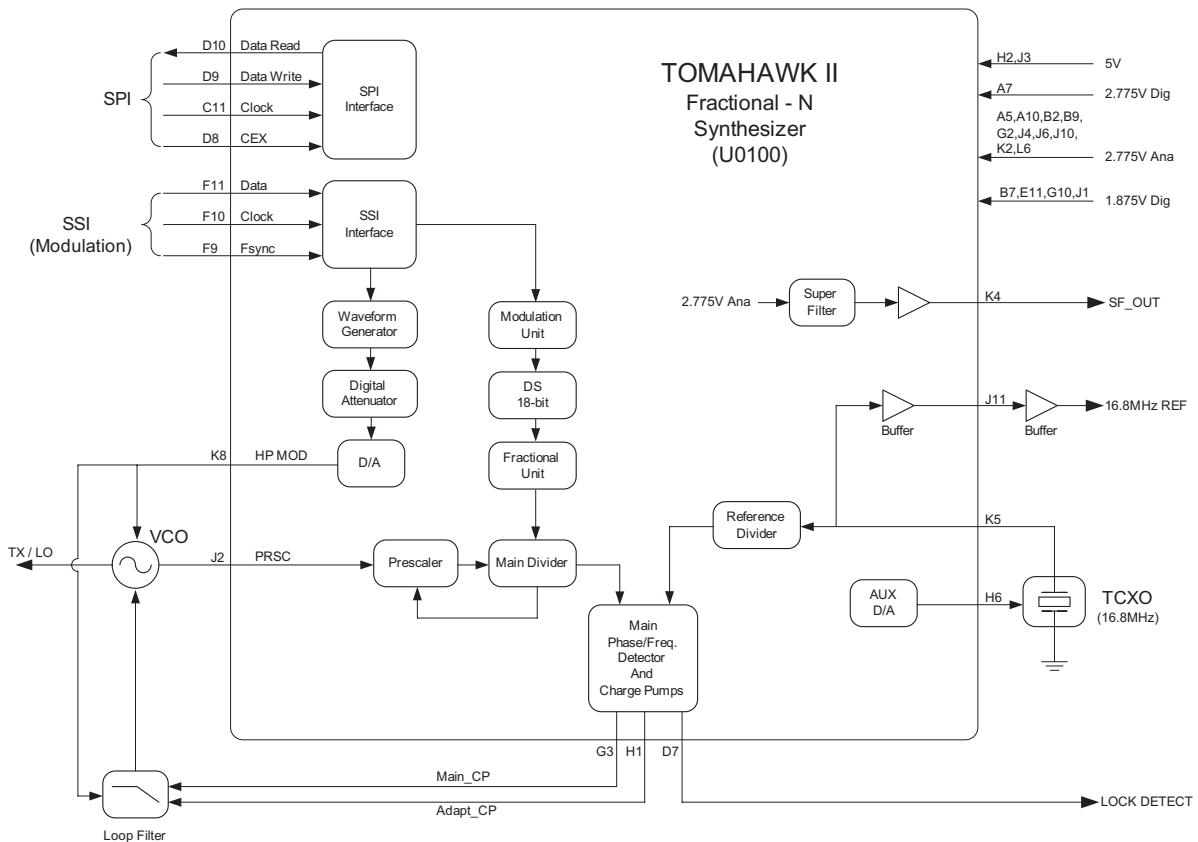 TOMAHAWK II
Fractional - N
Synthesizer
(U0100)
SPI
D10 Data Read
D9 Data Write
C11 Clock
D8 CEX
SPI
Interface
SSI
(Modulation)
F11 Data
F10 Clock
F9 Fsync
SSI
Interface
H2,J3
5V
A7
2.775V Dig
A5,A10,B2,B9,
G2,J4,J6,J10,
K2,L6
2.775V Ana
B7,E11,G10,J1
1.875V Dig
Waveform
Generator
Modulation
Unit
2.775V Ana
Super
Filter
K4
SF_OUT
Digital
Attenuator
DS
18-bit
Buffer
J11
Buffer
16.8MHz REF
K8 HP MOD
D/A
Fractional
Unit
Reference
Divider
K5
TX / LO
VCO
J2 PRSC
Prescaler
Main Divider
AUX
D/A
H6
TCXO
(16.8MHz)
Main
Phase/Freq.
Detector
And
Charge Pumps
G3 H1 D7
Main_CP
Adapt_CP
LOCK DETECT
Loop Filter